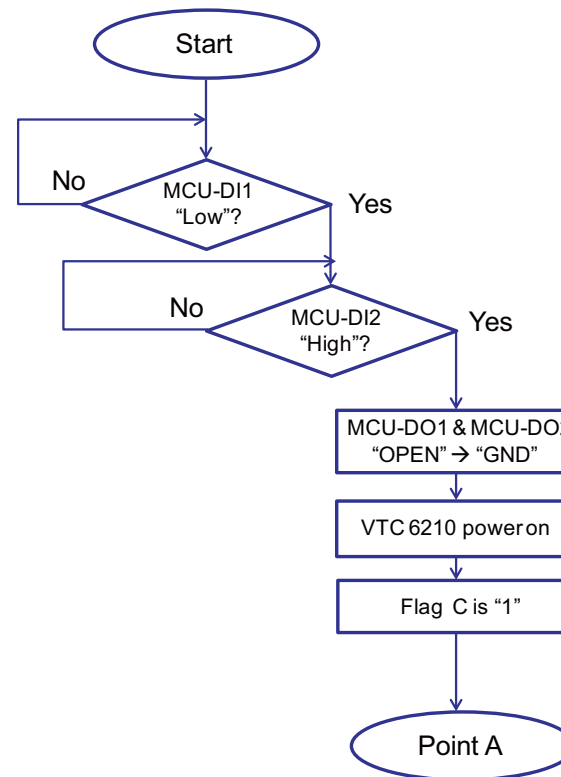 Start
No
MCU-DI1
“Low”?
Yes
No
MCU-DI2
“High”?
Yes
MCU-DO1 & MCU-DO2
“OPEN” → “GND”
VTC 6210 power on
Flag C is “1”
Point A